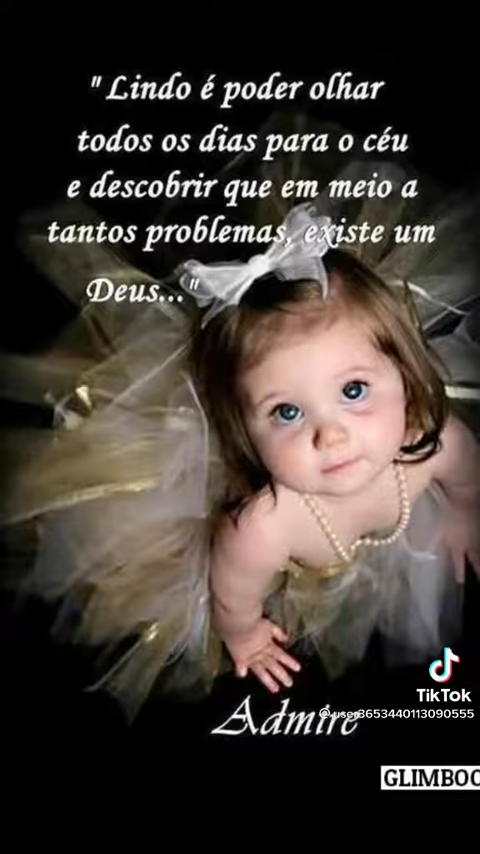 "Lindo é poder olhar
todos os dias para o céu
e descobrir que em meio a
tantos problemas, existe um
Deus..."
TikTok
@user3653440113090555
Admire
GLIMBOO